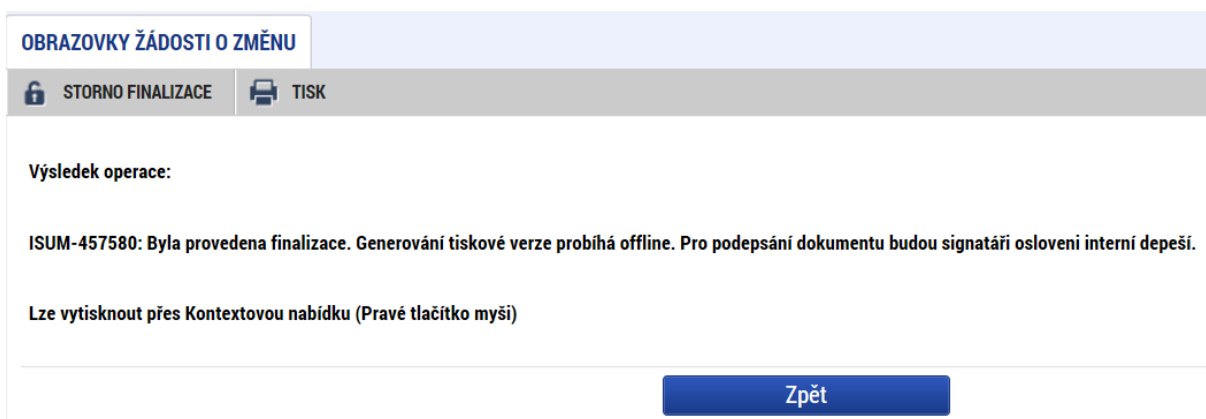 OBRAZOVKY ŽÁDOSTI O ZMĚNU
STORNO FINALIZACE TISK
Výsledek operace:
ISUM-457580: Byla provedena finalizace. Generování tiskové verze probíhá offline. Pro podepsání dokumentu budou signatáři osloveni interní depeší.
Lze vytisknout přes Kontextovou nabídku (Pravé tlačítko myši)
Zpět